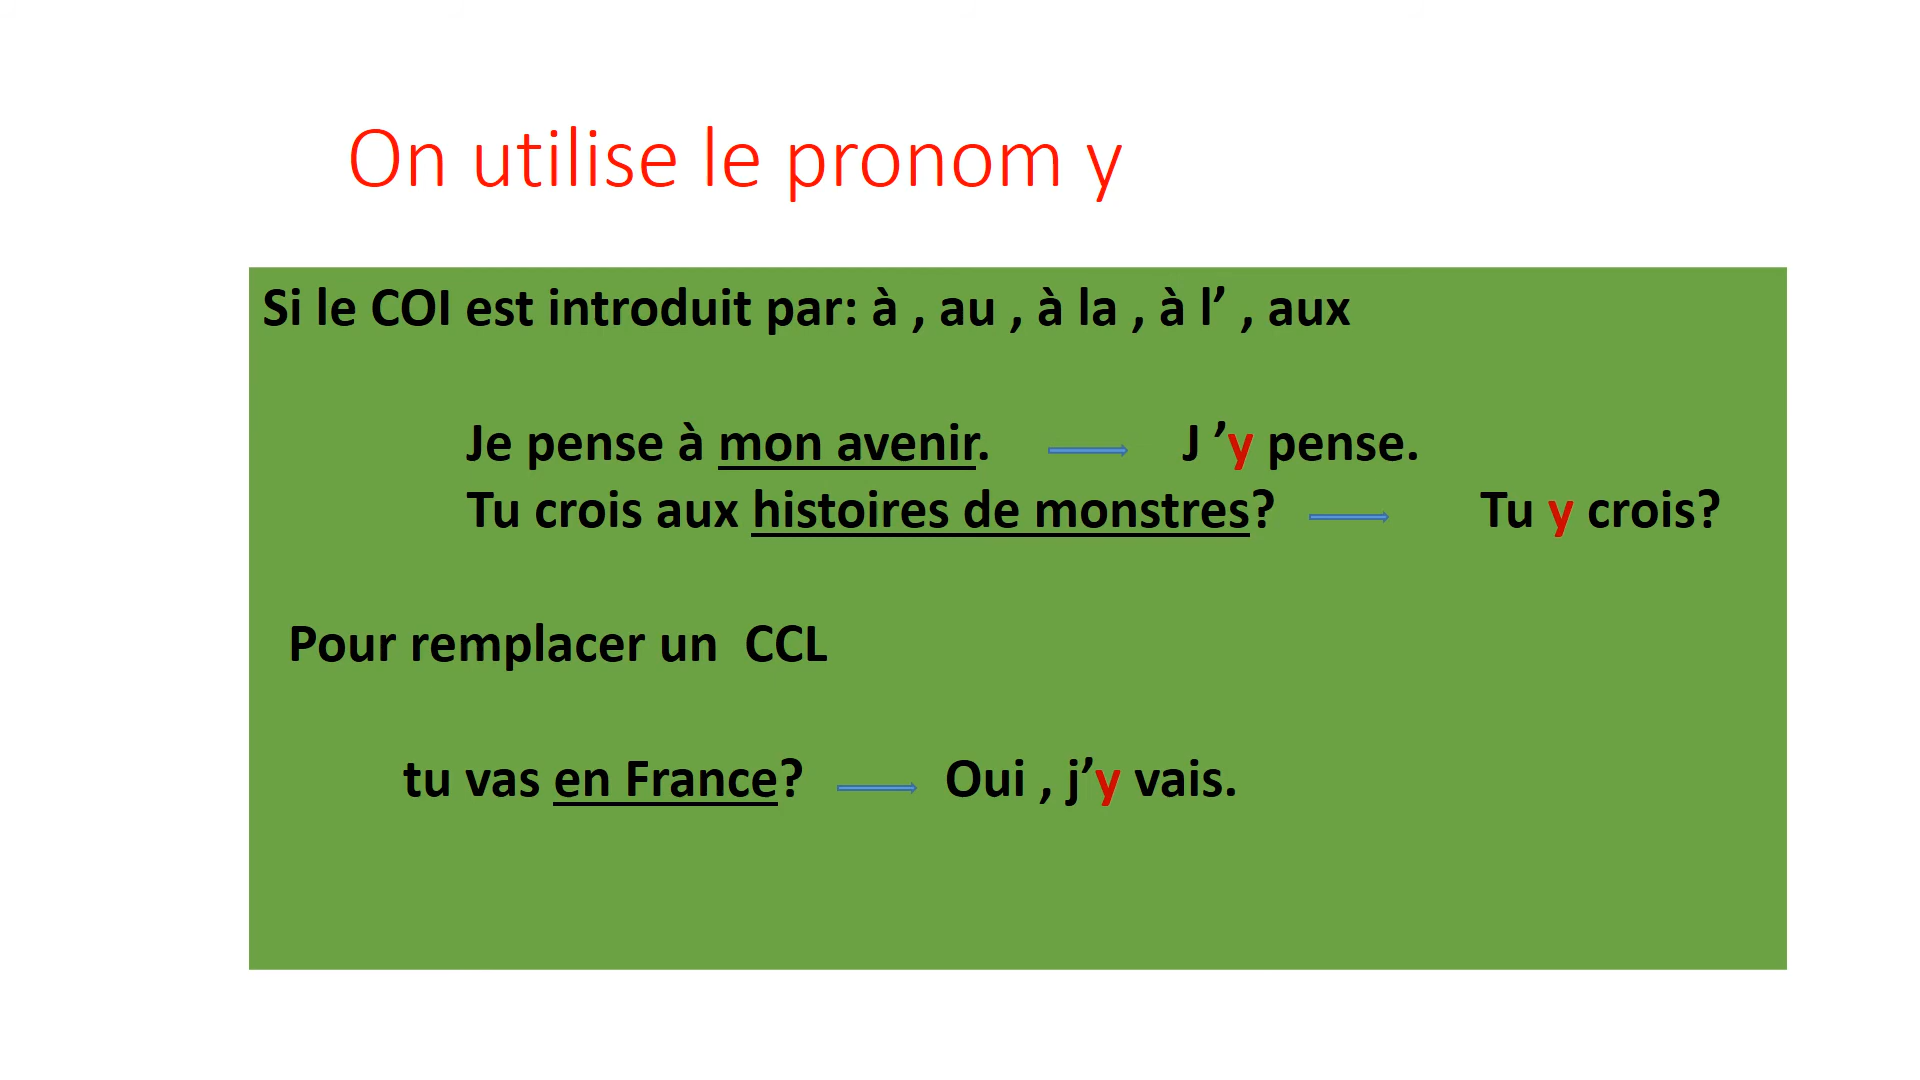 On utilise le pronom y
Si le COI est introduit par: à , au , à la , à l’ , aux
Je pense à mon avenir. J ’y pense.
Tu crois aux histoires de monstres? Tu y crois?
Pour remplacer un  CCL
tu vas en France? Oui , j’y vais.